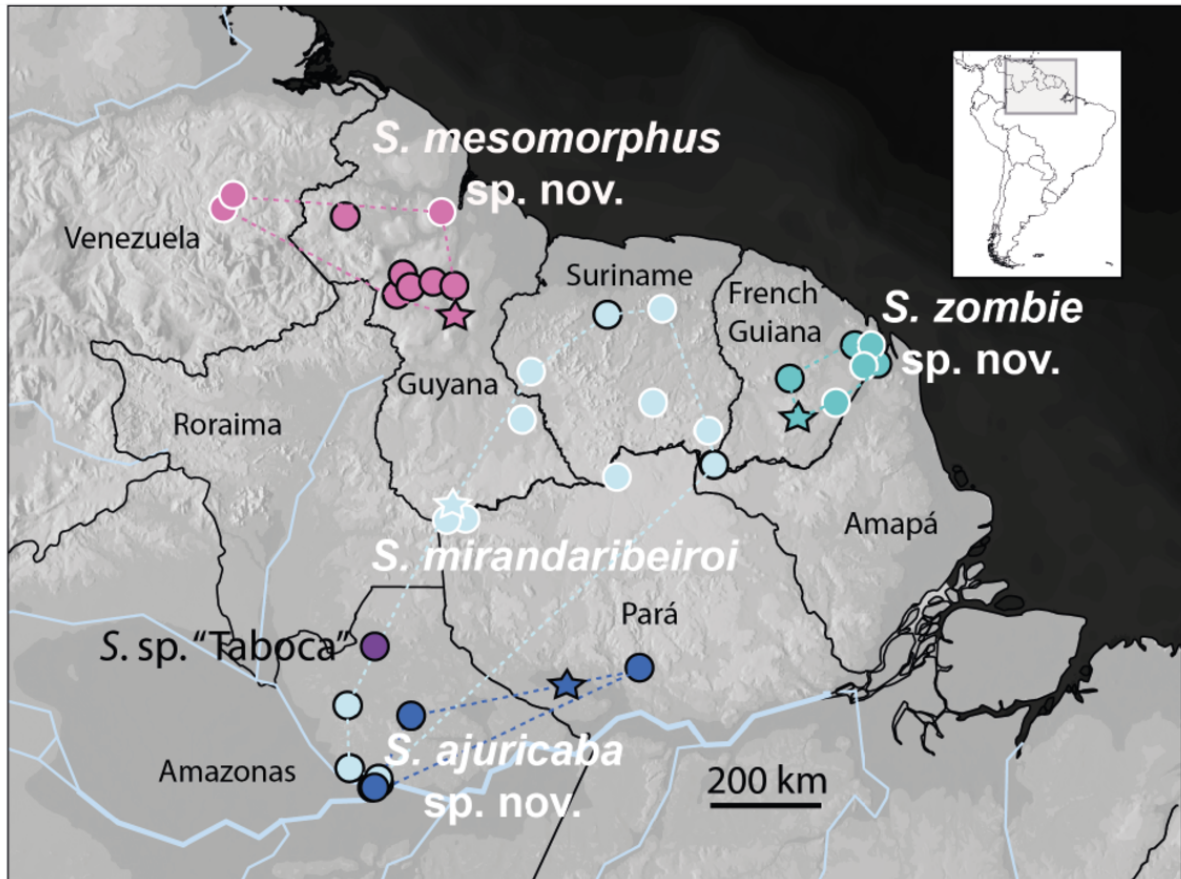 S. mesomorphus
sp. nov.
Venezuela
Suriname
French
Guiana
S. zombie
sp. nov.
Guyana
Roraima
Amapá
S. mirandaribeiroi
Pará
S. sp. "Taboca"
S. ajuricaba
sp. nov.
Amazonas
200 km